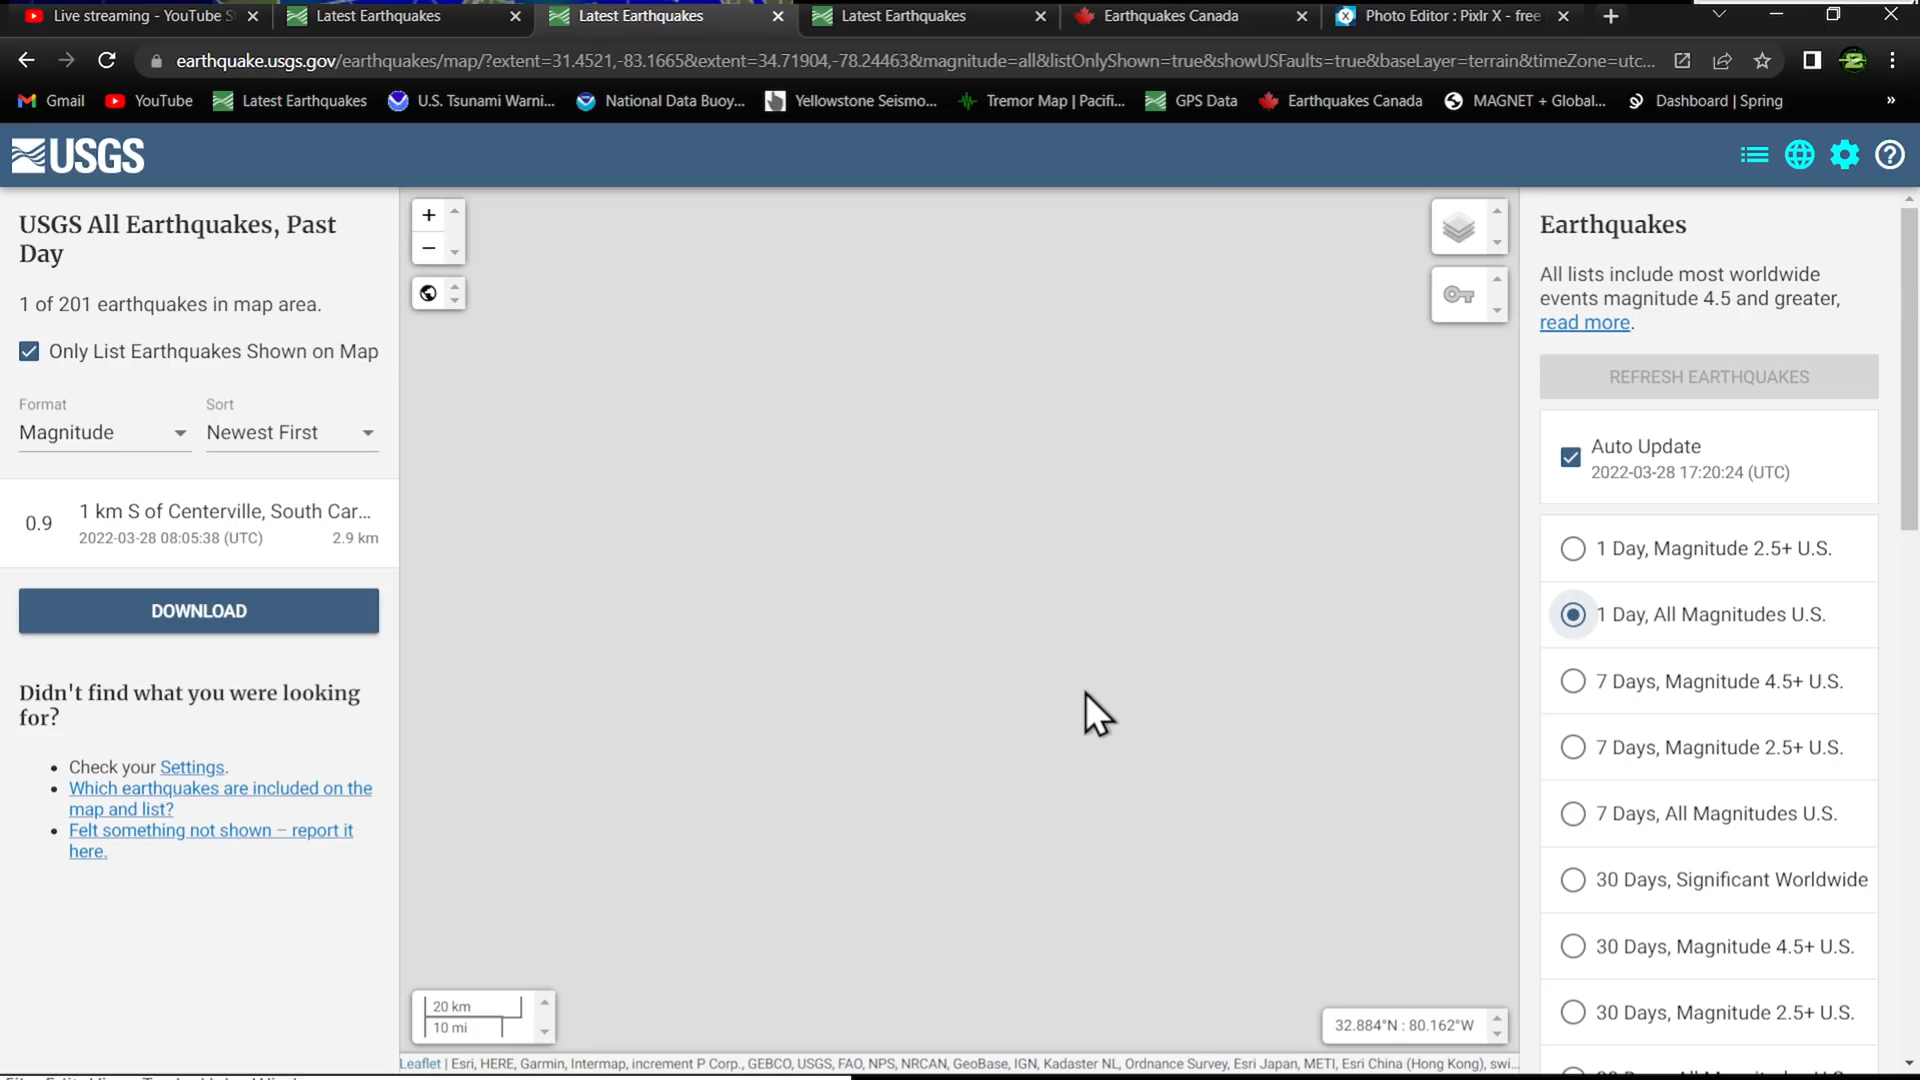 Live streaming - YouTube S
Latest Earthquakes
Latest Earthquakes
Latest Earthquakes
Earthquakes Canada
Photo Editor : Pixlr X - free
earthquake.usgs.gov/earthquakes/map/?extent=31.4521,-83.1665&extent=34.71904,-78.24463&magnitude=all&listOnlyShown=true&showUSFaults=true&baseLayer=terrain&timeZone=utc...
Gmail
YouTube
Latest Earthquakes
U.S. Tsunami Warni...
National Data Buoy...
Yellowstone Seismo...
Tremor Map | Pacifi...
GPS Data
Earthquakes Canada
MAGNET + Global...
Dashboard | Spring
»
USGS
USGS All Earthquakes, Past
Day
1 of 201 earthquakes in map area.
Only List Earthquakes Shown on Map
Format
Sort
Magnitude
Newest First
0.9
1 km S of Centerville, South Car...
2022-03-28 08:05:38 (UTC)
2.9 km
DOWNLOAD
Didn't find what you were looking
for?
• Check your Settings.
• Which earthquakes are included on the
map and list?
• Felt something not shown – report it
here.
+
−
20 km
10 mi
32.884°N : 80.162°W
Leaflet | Esri, HERE, Garmin, Intermap, increment P Corp., GEBCO, USGS, FAO, NPS, NRCAN, GeoBase, IGN, Kadaster NL, Ordnance Survey, Esri Japan, METI, Esri China (Hong Kong), swi...
Earthquakes
All lists include most worldwide
events magnitude 4.5 and greater,
read more.
REFRESH EARTHQUAKES
Auto Update
2022-03-28 17:20:24 (UTC)
1 Day, Magnitude 2.5+ U.S.
1 Day, All Magnitudes U.S.
7 Days, Magnitude 4.5+ U.S.
7 Days, Magnitude 2.5+ U.S.
7 Days, All Magnitudes U.S.
30 Days, Significant Worldwide
30 Days, Magnitude 4.5+ U.S.
30 Days, Magnitude 2.5+ U.S.